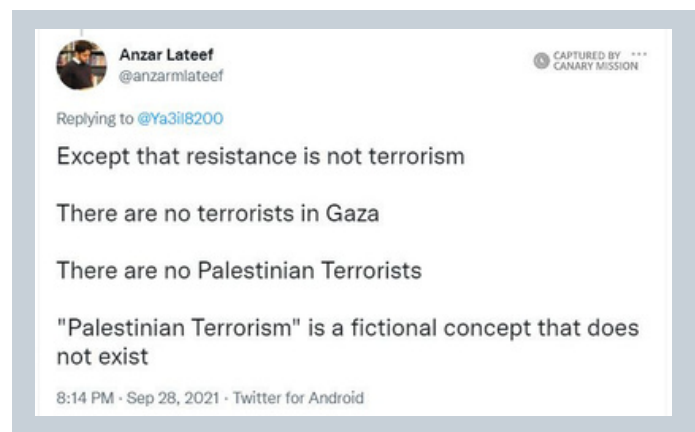 Anzar Lateef
@anzarmlateef
CAPTURED BY ...
CANARY MISSION
Replying to @Ya3il8200
Except that resistance is not terrorism
There are no terrorists in Gaza
There are no Palestinian Terrorists
"Palestinian Terrorism" is a fictional concept that does
not exist
8:14 PM · Sep 28, 2021 · Twitter for Android